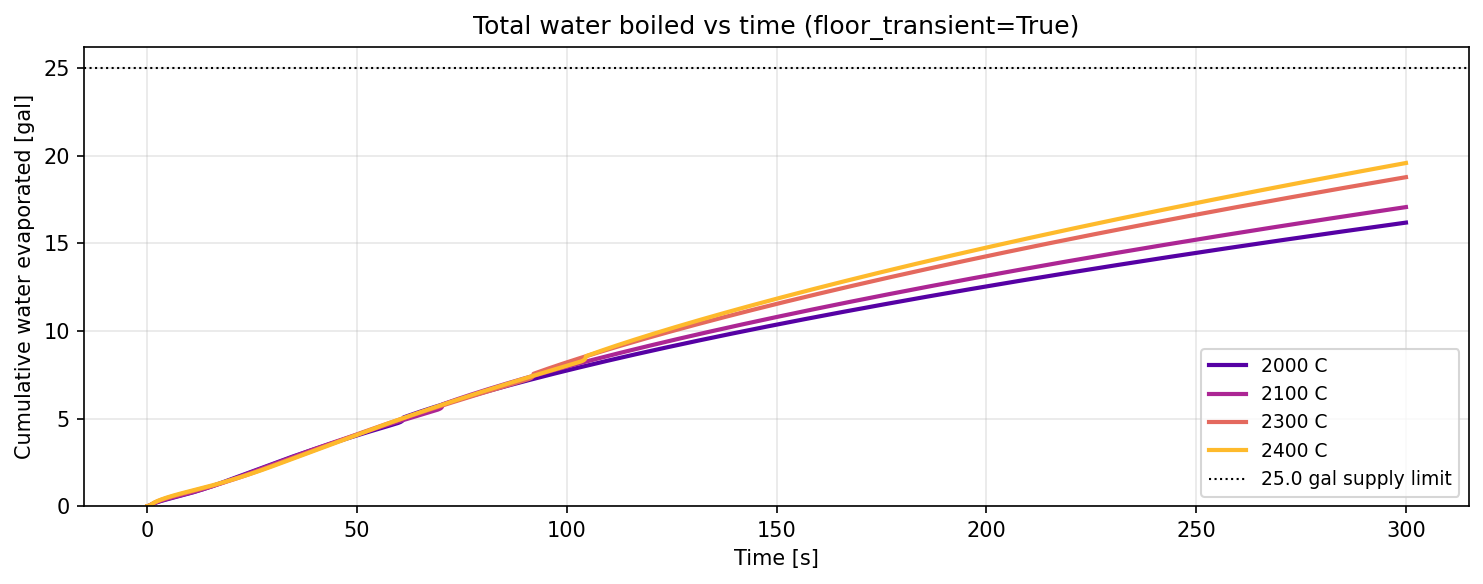 Total water boiled vs time (floor_transient=True)
Cumulative water evaporated [gal]
25
20
15
10
5
0
0 50 100 150 200 250 300
Time [s]
2000 C
2100 C
2300 C
2400 C
25.0 gal supply limit